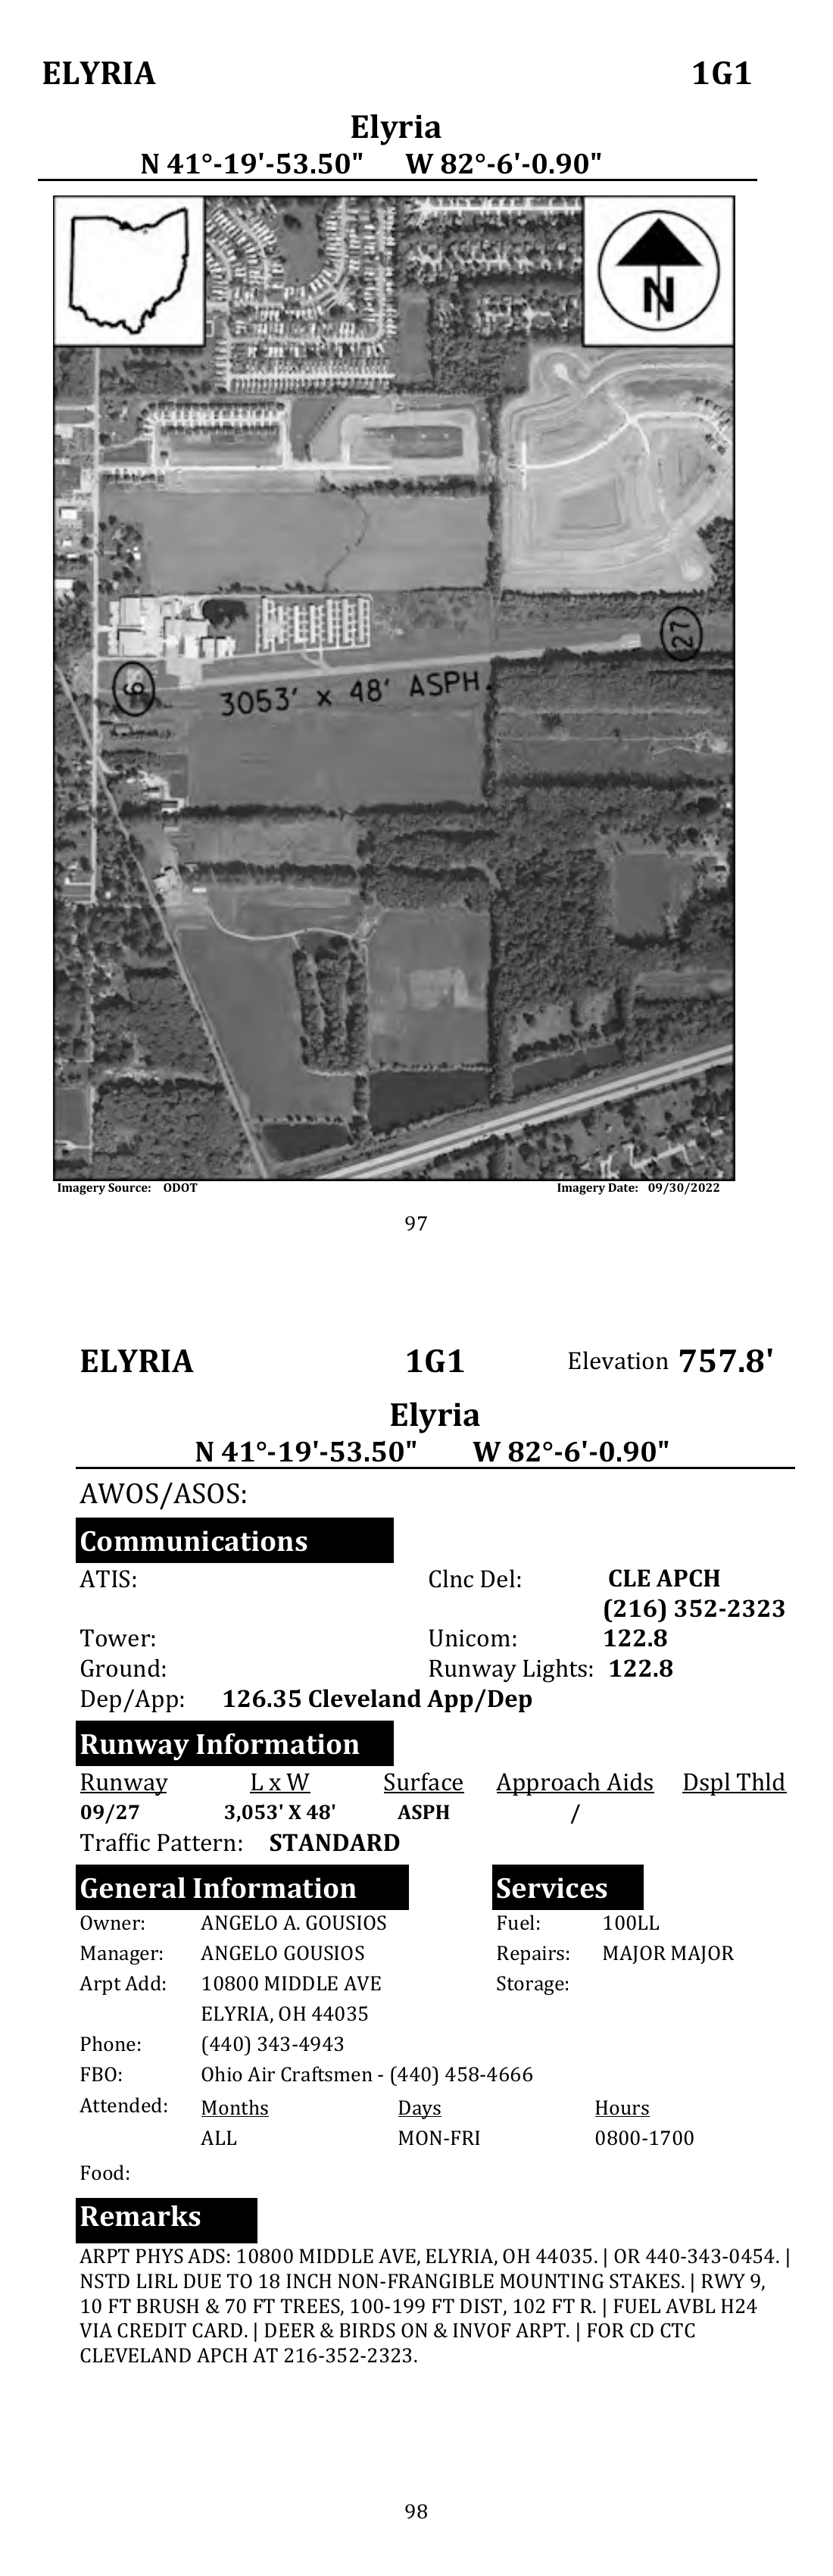 ELYRIA 1G1
Elyria
N 41°-19'-53.50" W 82°-6'-0.90"
N
27
9
3053' x 48' ASPH.
Imagery Source: ODOT Imagery Date: 09/30/2022
97
ELYRIA 1G1 Elevation 757.8'
Elyria
N 41°-19'-53.50" W 82°-6'-0.90"
AWOS/ASOS:
Communications
ATIS: Clnc Del: CLE APCH
(216) 352-2323
Tower: Unicom: 122.8
Ground: Runway Lights: 122.8
Dep/App: 126.35 Cleveland App/Dep
Runway Information
Runway L x W Surface Approach Aids Dspl Thld
09/27 3,053' X 48' ASPH /
Traffic Pattern: STANDARD
General Information Services
Owner: ANGELO A. GOUSIOS Fuel: 100LL
Manager: ANGELO GOUSIOS Repairs: MAJOR MAJOR
Arpt Add: 10800 MIDDLE AVE Storage:
ELYRIA, OH 44035
Phone: (440) 343-4943
FBO: Ohio Air Craftsmen - (440) 458-4666
Attended: Months Days Hours
ALL MON-FRI 0800-1700
Food:
Remarks
ARPT PHYS ADS: 10800 MIDDLE AVE, ELYRIA, OH 44035. | OR 440-343-0454. |
NSTD LIRL DUE TO 18 INCH NON-FRANGIBLE MOUNTING STAKES. | RWY 9,
10 FT BRUSH & 70 FT TREES, 100-199 FT DIST, 102 FT R. | FUEL AVBL H24
VIA CREDIT CARD. | DEER & BIRDS ON & INVOF ARPT. | FOR CD CTC
CLEVELAND APCH AT 216-352-2323.
98